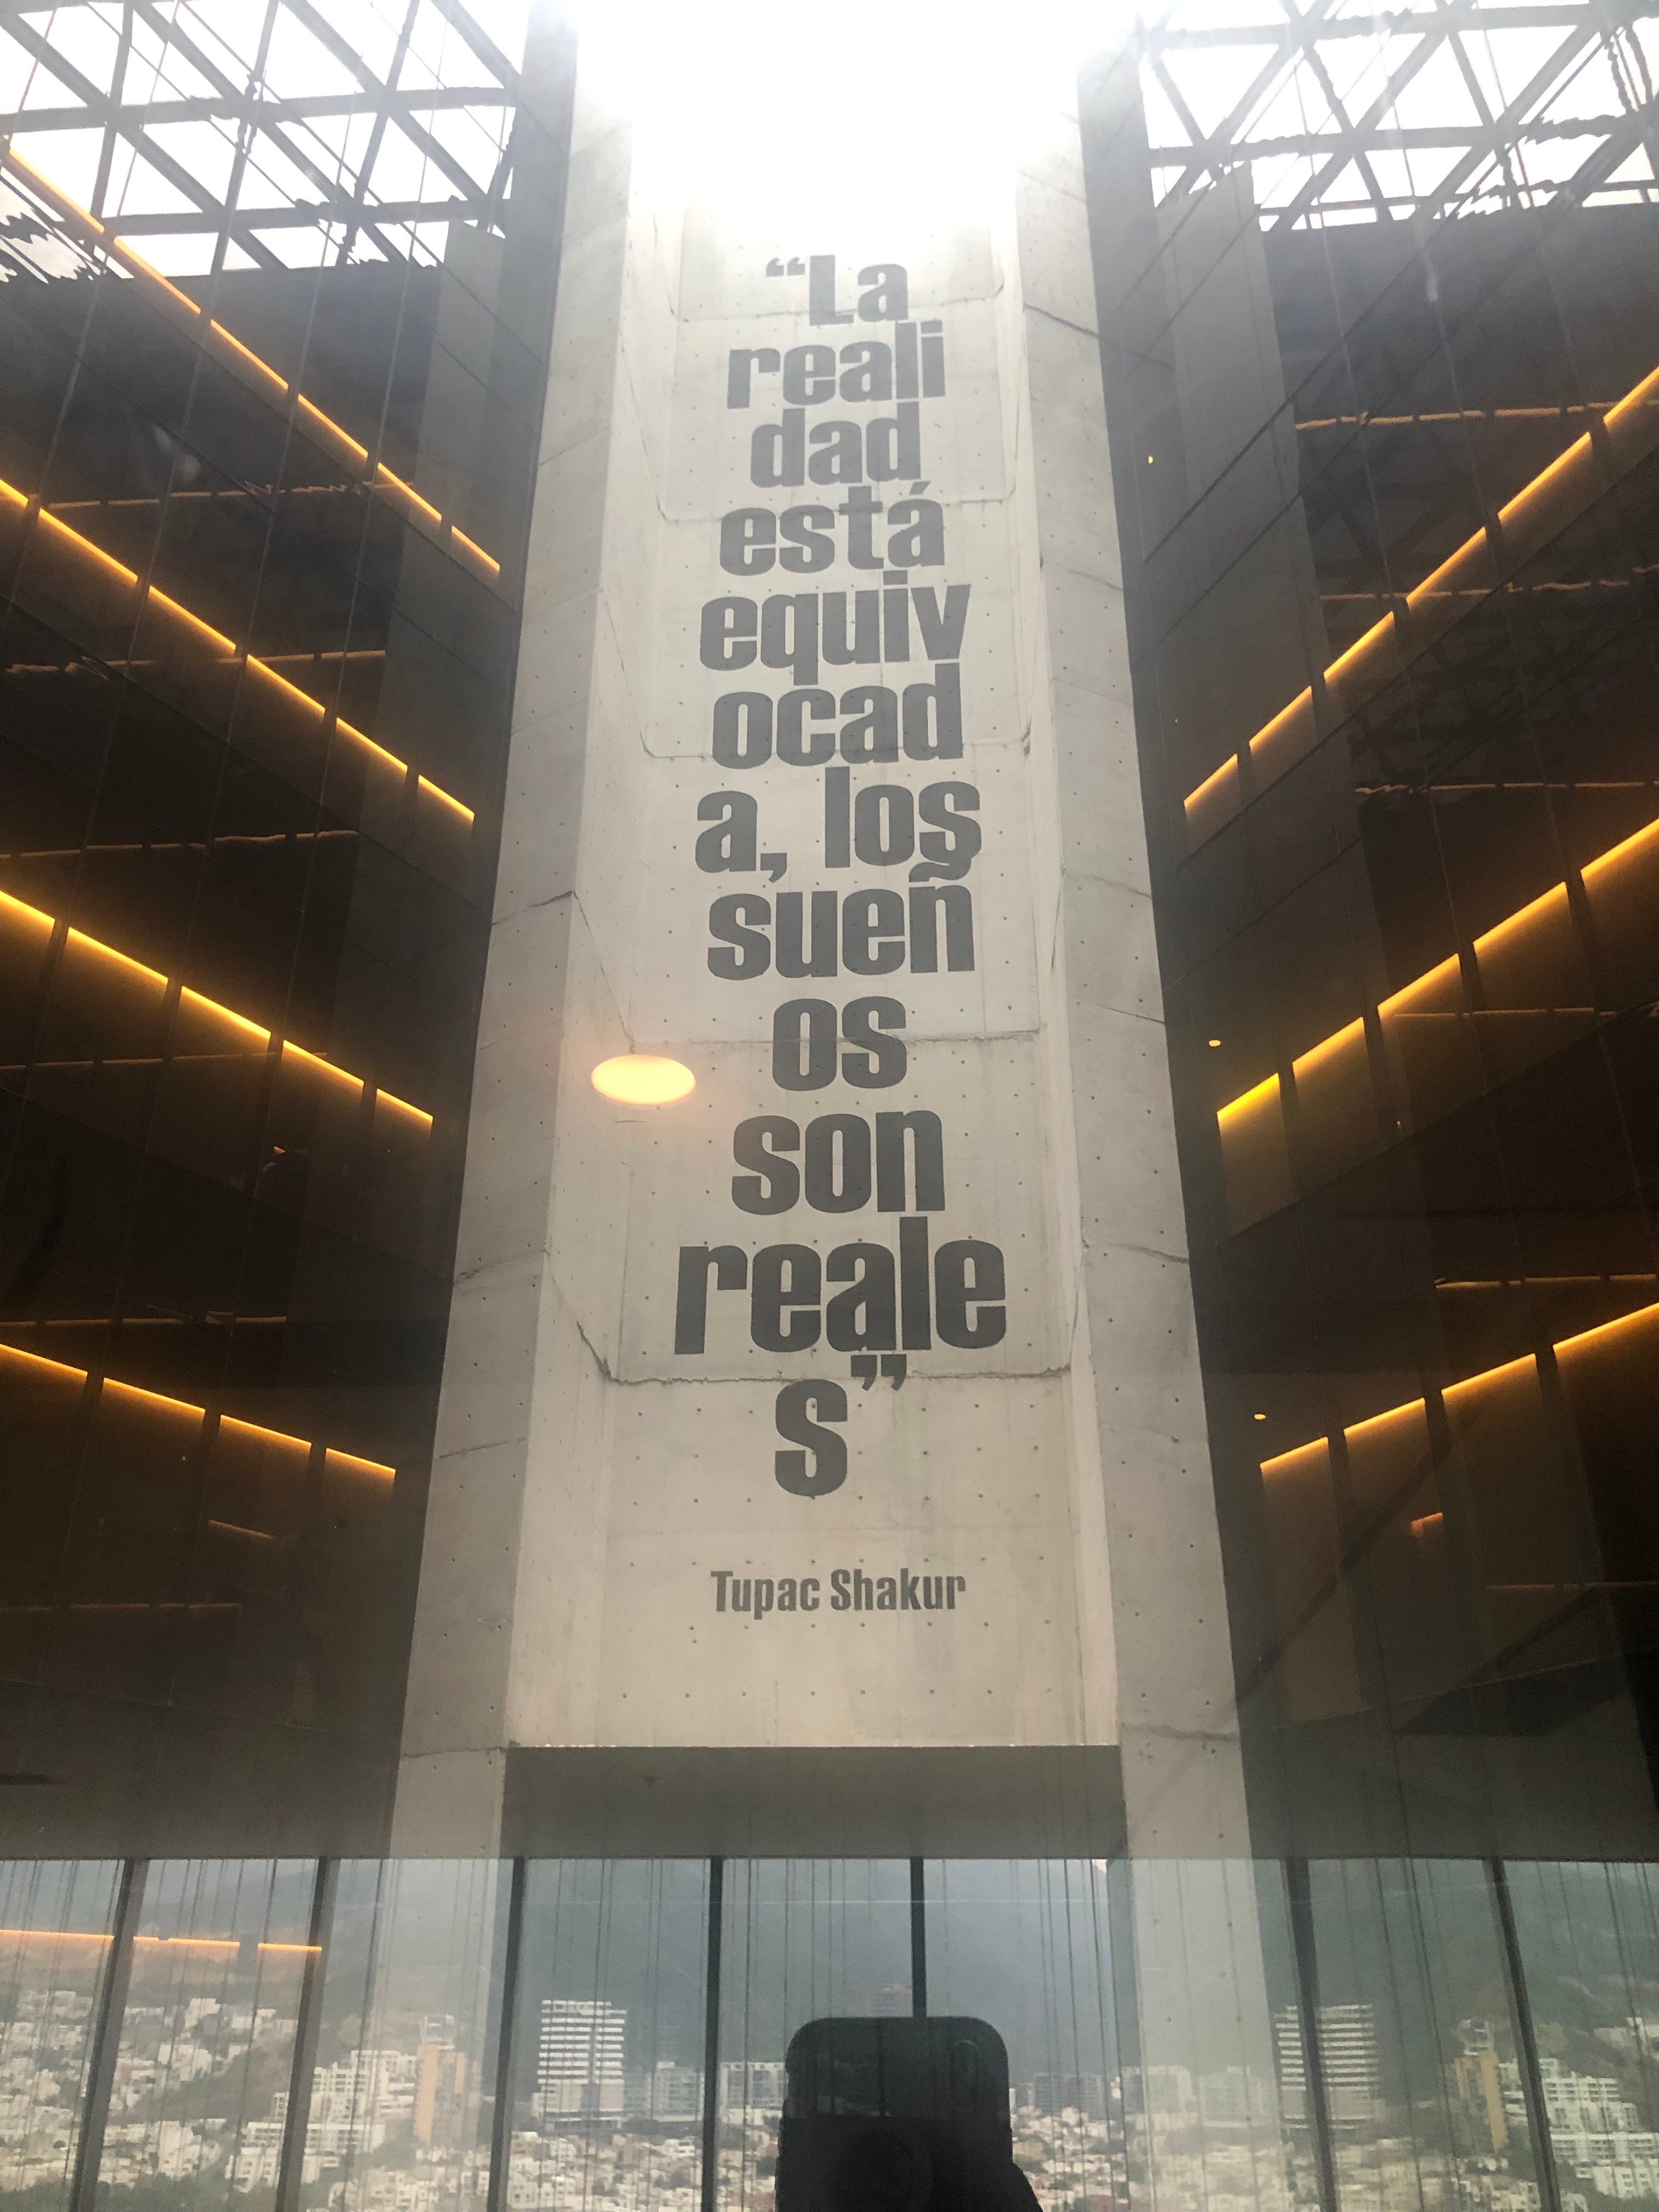 “La
reali
dad
está
equiv
ocad
a, los
sueñ
os
son
reale
s”
Tupac Shakur